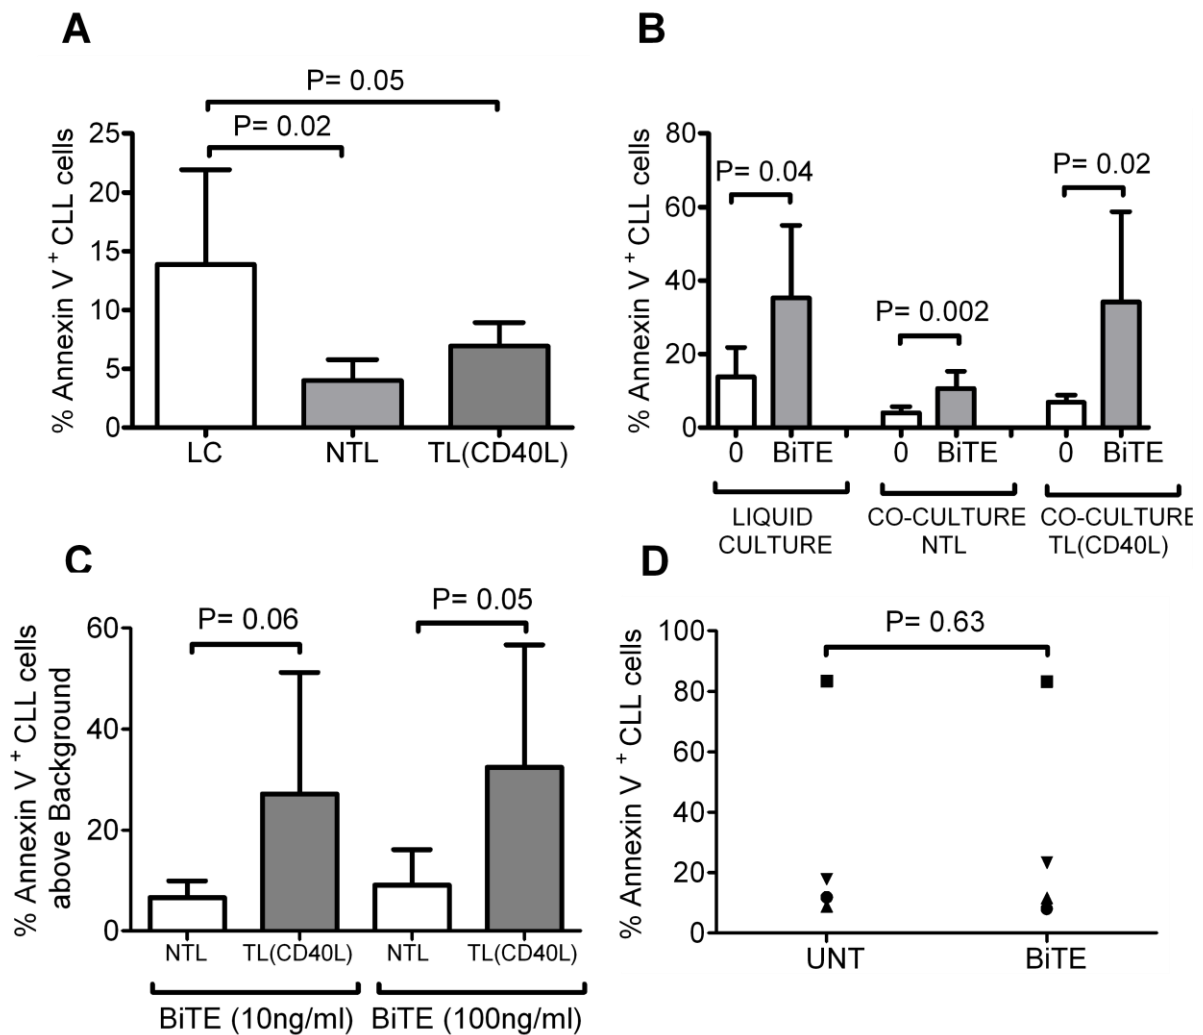 A
P= 0.05
P= 0.02
% Annexin V + CLL cells
25
20
15
10
5
0
LC NTL TL(CD40L)
B
% Annexin V + CLL cells
80
60
40
20
0
P= 0.04
P= 0.002
P= 0.02
0 BiTE 0 BiTE 0 BiTE
LIQUID CULTURE
CO-CULTURE NTL
CO-CULTURE TL(CD40L)
C
% Annexin V + CLL cells
above Background
60
40
20
0
P= 0.06
P= 0.05
NTL TL(CD40L) NTL TL(CD40L)
BiTE (10ng/ml) BiTE (100ng/ml)
D
% Annexin V + CLL cells
100
80
60
40
20
0
P= 0.63
UNT BiTE